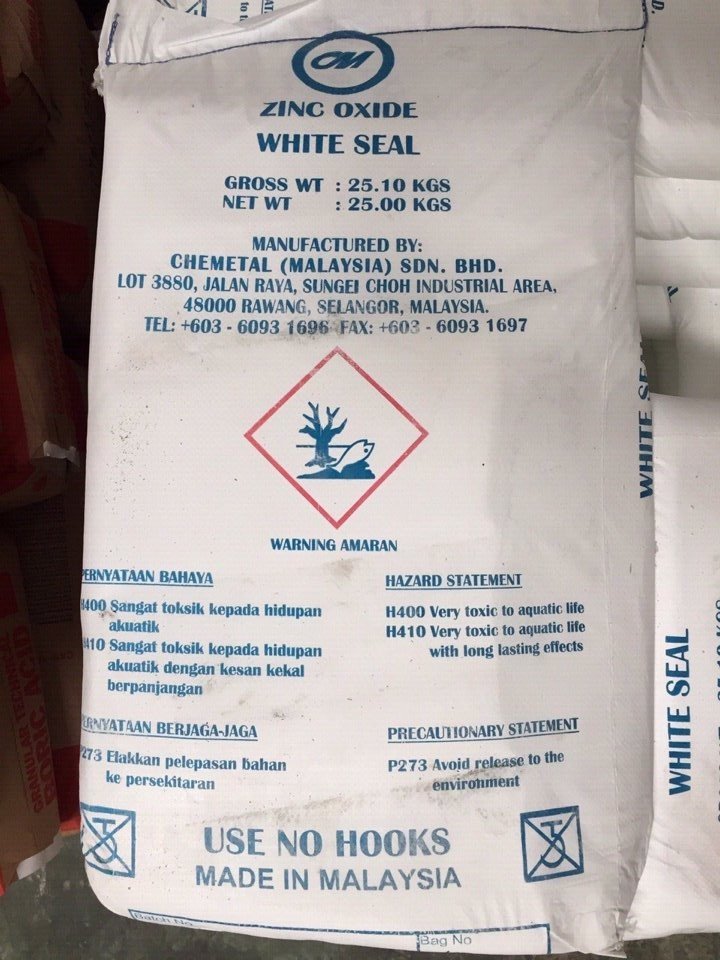 CM
ZINC OXIDE
WHITE SEAL
GROSS WT : 25.10 KGS
NET WT : 25.00 KGS
MANUFACTURED BY:
CHEMETAL (MALAYSIA) SDN. BHD.
LOT 3880, JALAN RAYA, SUNGEI CHOH INDUSTRIAL AREA,
48000 RAWANG, SELANGOR, MALAYSIA.
TEL: +603 - 6093 1696 FAX: +603 - 6093 1697
WARNING AMARAN
PERNYATAAN BAHAYA
H400 Sangat toksik kepada hidupan
akuatik
H410 Sangat toksik kepada hidupan
akuatik dengan kesan kekal
berpanjangan
HAZARD STATEMENT
H400 Very toxic to aquatic life
H410 Very toxic to aquatic life
with long lasting effects
PERNYATAAN BERJAGA-JAGA
P273 Elakkan pelepasan bahan
ke persekitaran
PRECAUTIONARY STATEMENT
P273 Avoid release to the
environment
USE NO HOOKS
MADE IN MALAYSIA
Batch No
Bag No
WHITE SEAL
WHITE SEAL
GRANULAR TECHNICAL
BORIC ACID